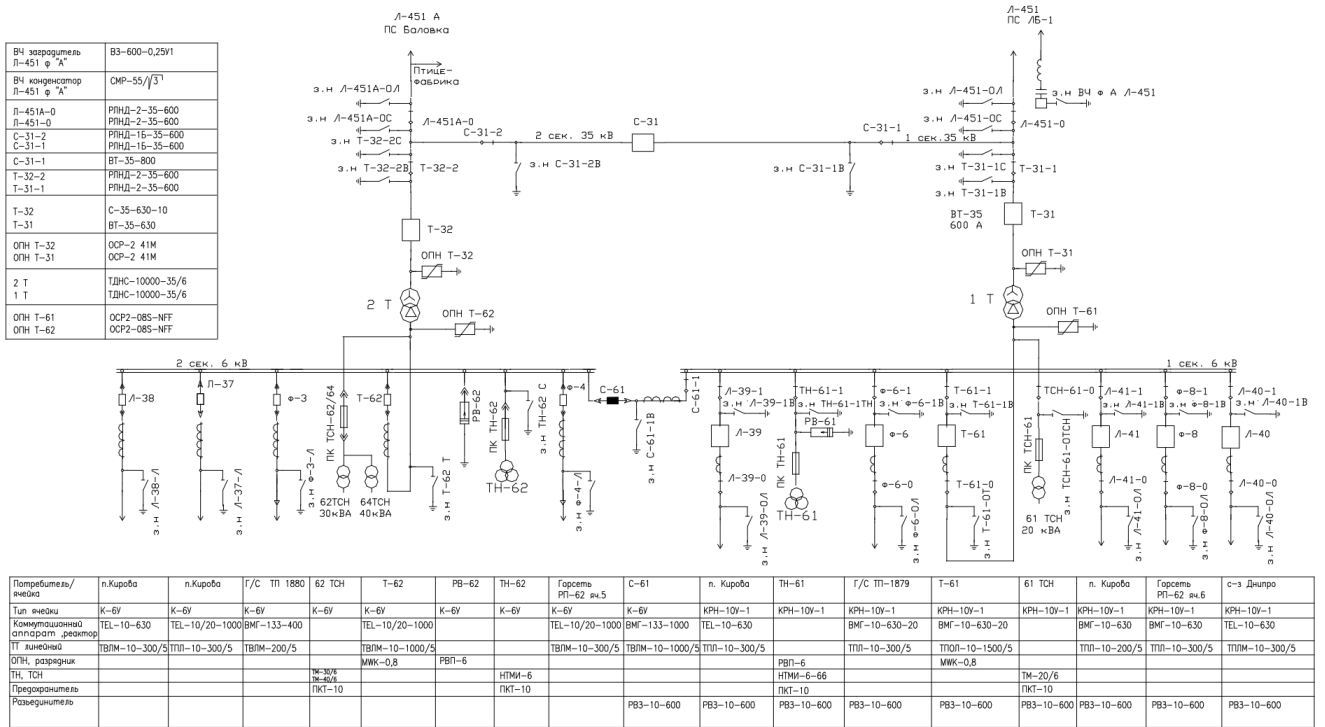 Л-451 А
ПС Баловка
Л-451
ПС ЛБ-1
ВЧ заградитель
Л-451 ф "А"
ВЗ-600-0,25У1
ВЧ конденсатор
Л-451 ф "А"
СМР-55/√3
Л-451А-0 РЛНД-2-35-600
Л-451-0 РЛНД-2-35-600
С-31-2 РЛНД-1Б-35-600
С-31-1 РЛНД-1Б-35-600
С-31-1 ВТ-35-800
Т-32-2 РЛНД-2-35-600
Т-31-1 РЛНД-2-35-600
Т-32 С-35-630-10
Т-31 ВТ-35-630
ОПН Т-32 ОСР-2 41М
ОПН Т-31 ОСР-2 41М
2 Т ТДНС-10000-35/6
1 Т ТДНС-10000-35/6
ОПН Т-61 ОСР2-08S-NFF
ОПН Т-62 ОСР2-08S-NFF
Птице-
фабрика
з.н Л-451А-ОЛ
з.н Л-451А-ОС
Л-451А-0
з.н Т-32-2С
з.н Т-32-2В
Т-32-2
С-31-2
2 сек. 35 кВ
С-31
з.н С-31-2В
С-31-1
1 сек.35 кВ
з.н С-31-1В
з.н Л-451-ОЛ
з.н ВЧ ф А Л-451
з.н Л-451-ОС
Л-451-0
з.н Т-31-1С
Т-31-1
з.н Т-31-1В
Т-32
ВТ-35
600 А
Т-31
ОПН Т-32
ОПН Т-31
2 Т
1 Т
ОПН Т-62
ОПН Т-61
2 сек. 6 кВ
1 сек. 6 кВ
Л-38
з.н Л-38-Л
Л-37
з.н Л-37-Л
Ф-3
з.н Ф-3-Л
ПК ТСН-62/64
62ТСН
30кВА
64ТСН
40кВА
Т-62
з.н Т-62 Т
РВ-62
ПК ТН-62
ТН-62
з.н ТН-62 С
Ф-4
з.н Ф-4-Л
С-61
з.н С-61-1В
С-61-1
Л-39-1
з.н Л-39-1В
Л-39
Л-39-0
з.н Л-39-ОЛ
ТН-61-1
з.н ТН-61-1ТН
РВ-61
ПК ТН-61
ТН-61
Ф-6-1
з.н Ф-6-1В
Ф-6
Ф-6-0
з.н Ф-6-ОЛ
Т-61-1
з.н Т-61-1В
Т-61
Т-61-0
з.н Т-61-ОТ
ТСН-61-0
ПК ТСН-61
з.н ТСН-61-ОТСН
61 ТСН
20 кВА
Л-41-1
з.н Л-41-1В
Л-41
Л-41-0
з.н Л-41-ОЛ
Ф-8-1
з.н Ф-8-1В
Ф-8
Ф-8-0
з.н Ф-8-ОЛ
Л-40-1
з.н Л-40-1В
Л-40
Л-40-0
з.н Л-40-ОЛ
Потребитель/ ячейка п.Кирова п.Кирова Г/С ТП 1880 62 ТСН Т-62 РВ-62 ТН-62 Горсеть РП-62 яч.5 С-61 п. Кирова ТН-61 Г/С ТП-1879 Т-61 61 ТСН п. Кирова Горсеть РП-62 яч.6 с-з Днипро
Тип ячейки К-6У К-6У К-6У К-6У К-6У К-6У К-6У К-6У К-6У КРН-10У-1 КРН-10У-1 КРН-10У-1 КРН-10У-1 КРН-10У-1 КРН-10У-1 КРН-10У-1 КРН-10У-1
Коммутационный аппарат ,реактор TEL-10-630 TEL-10/20-1000 ВМГ-133-400 TEL-10/20-1000 TEL-10/20-1000 ВМГ-133-1000 TEL-10-630 ВМГ-10-630-20 ВМГ-10-630-20 ВМГ-10-630 ВМГ-10-630 TEL-10-630
ТТ линейный ТВЛМ-10-300/5 ТПЛ-10-300/5 ТВЛМ-200/5 ТВЛМ-10-1000/5 ТВЛМ-10-300/5 ТВЛМ-10-1000/5 ТПЛ-10-300/5 ТПЛ-10-300/5 ТПОЛ-10-1500/5 ТПЛ-10-200/5 ТПЛ-10-300/5 ТПЛМ-10-300/5
ОПН, разрядник MWK-0,8 РВП-6 РВП-6 MWK-0,8
ТН, ТСН ТМ-30/6 ТМ-40/6 НТМИ-6 НТМИ-6-66 ТМ-20/6
Предохранитель ПКТ-10 ПКТ-10 ПКТ-10 ПКТ-10
Разъединитель РВЗ-10-600 РВЗ-10-600 РВЗ-10-600 РВЗ-10-600 РВЗ-10-600 РВЗ-10-600 РВЗ-10-600 РВЗ-10-600 РВЗ-10-600